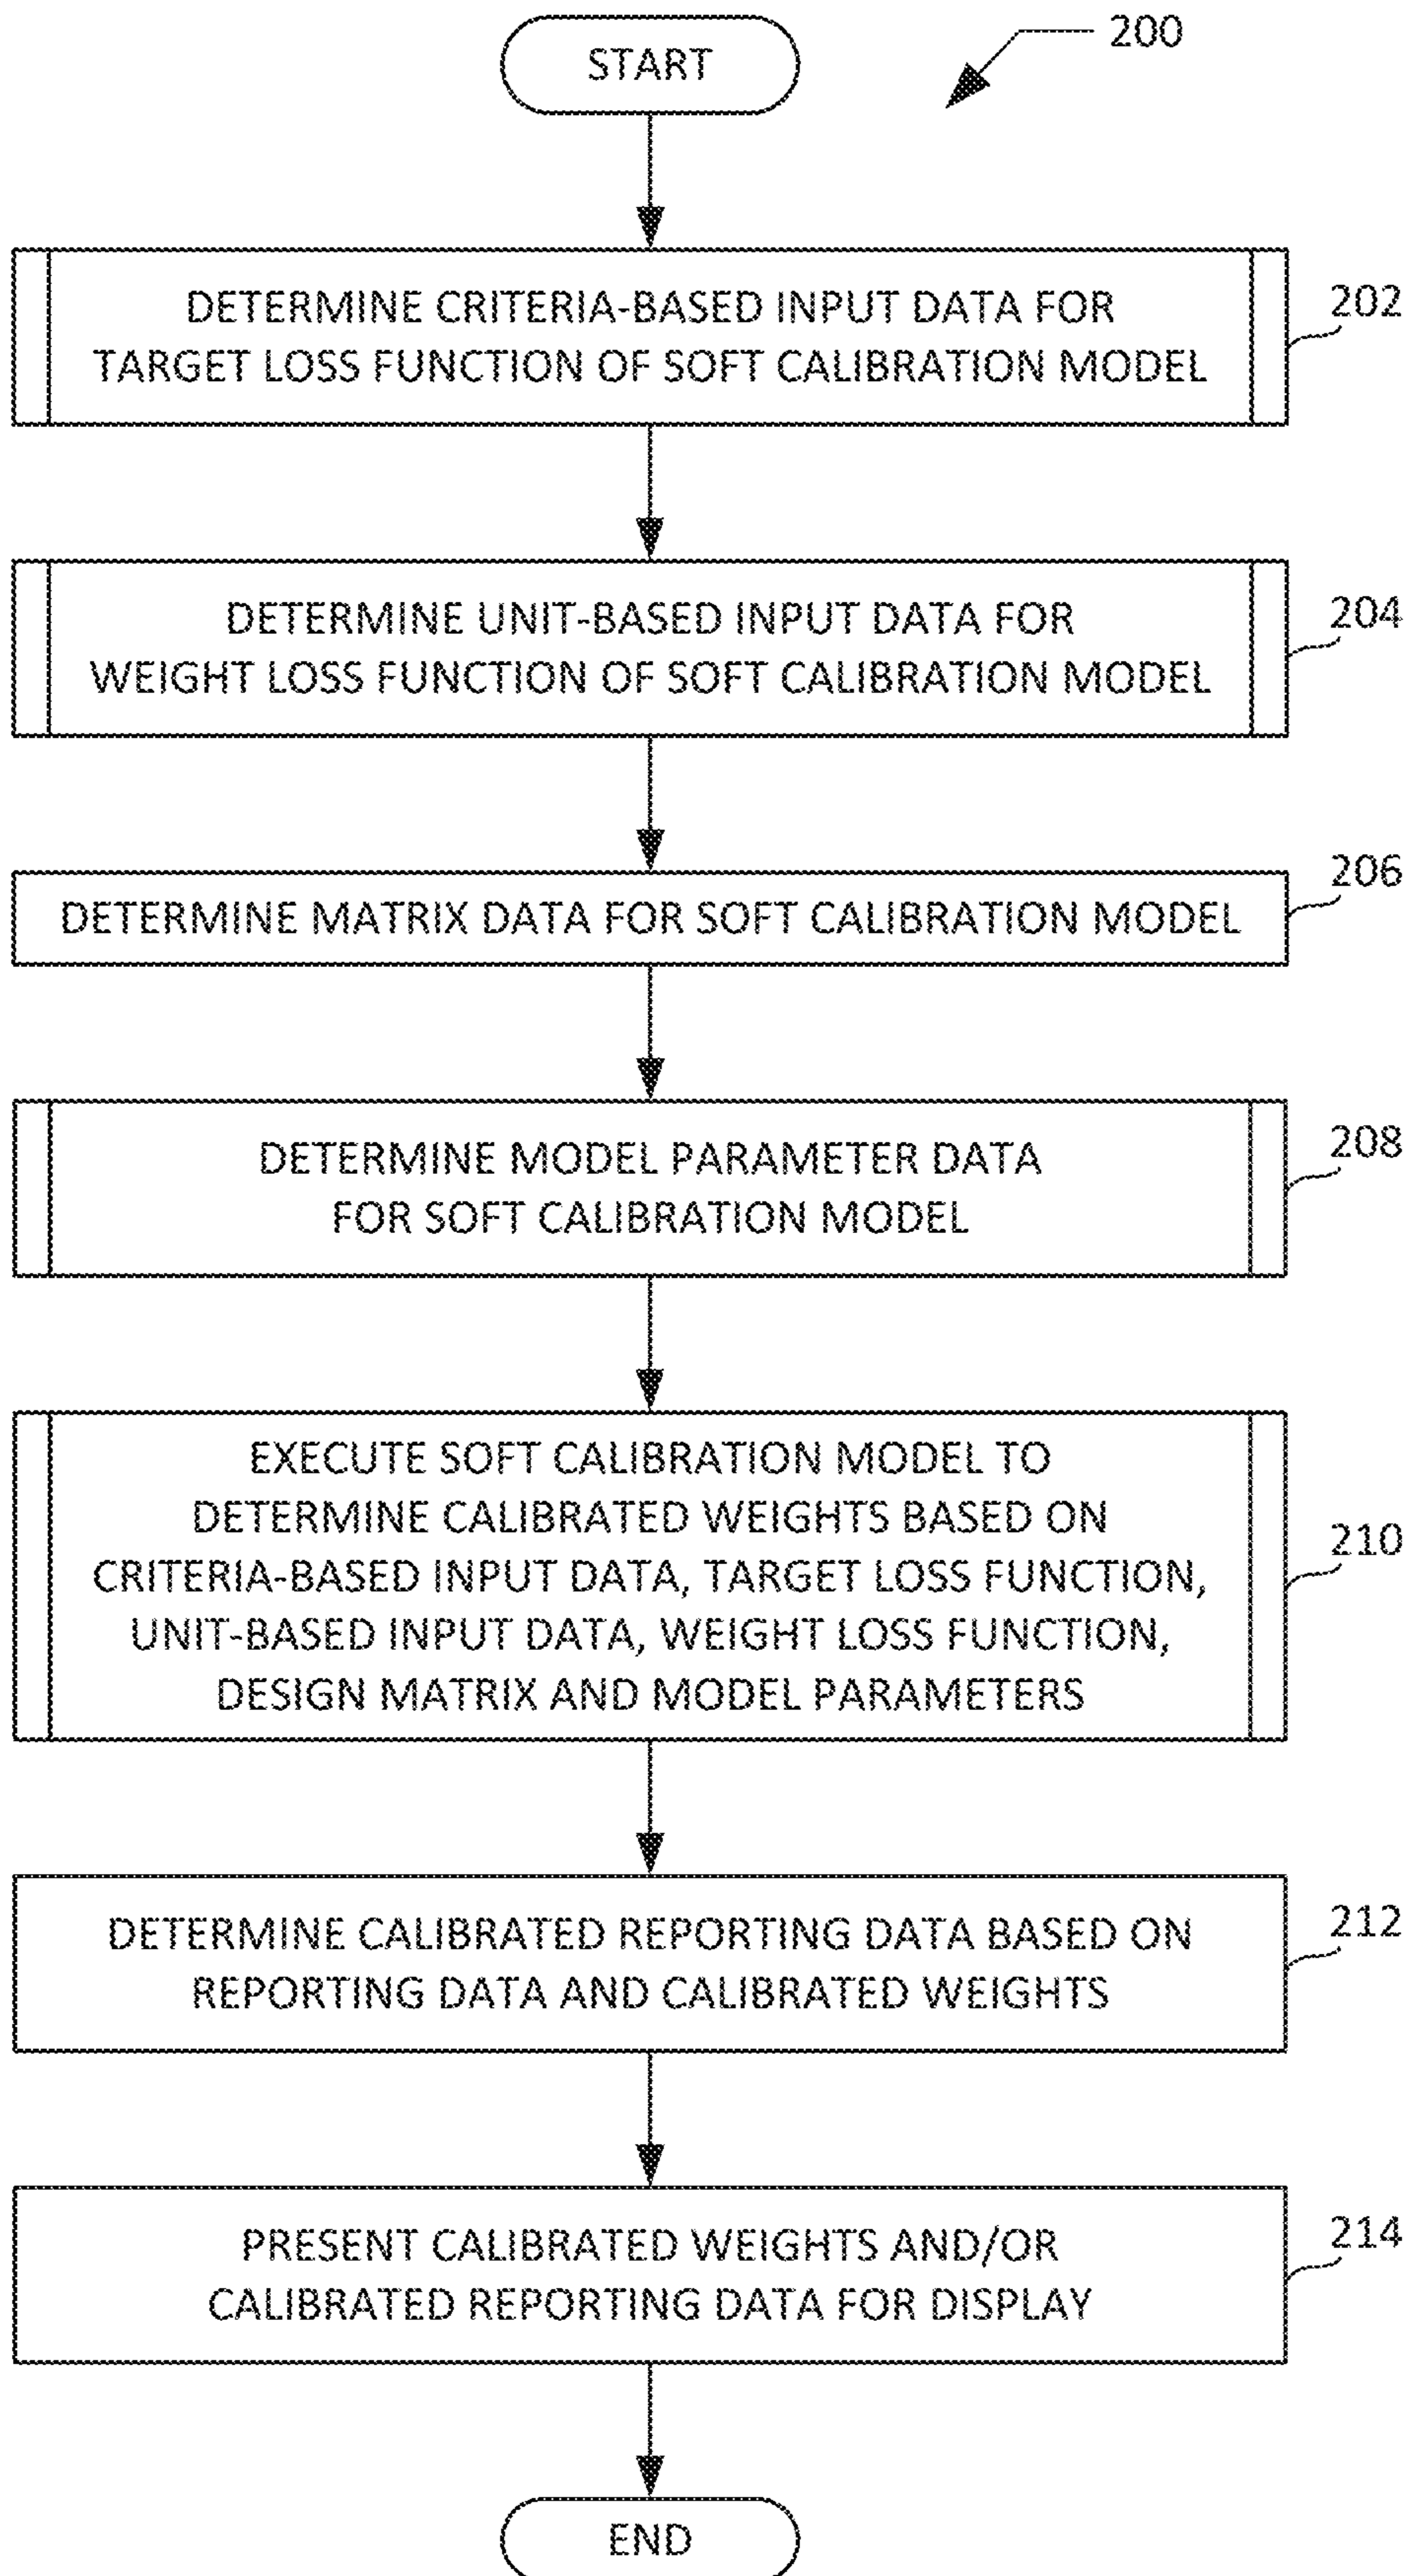 START
200
DETERMINE CRITERIA-BASED INPUT DATA FOR
TARGET LOSS FUNCTION OF SOFT CALIBRATION MODEL
202
DETERMINE UNIT-BASED INPUT DATA FOR
WEIGHT LOSS FUNCTION OF SOFT CALIBRATION MODEL
204
DETERMINE MATRIX DATA FOR SOFT CALIBRATION MODEL
206
DETERMINE MODEL PARAMETER DATA
FOR SOFT CALIBRATION MODEL
208
EXECUTE SOFT CALIBRATION MODEL TO
DETERMINE CALIBRATED WEIGHTS BASED ON
CRITERIA-BASED INPUT DATA, TARGET LOSS FUNCTION,
UNIT-BASED INPUT DATA, WEIGHT LOSS FUNCTION,
DESIGN MATRIX AND MODEL PARAMETERS
210
DETERMINE CALIBRATED REPORTING DATA BASED ON
REPORTING DATA AND CALIBRATED WEIGHTS
212
PRESENT CALIBRATED WEIGHTS AND/OR
CALIBRATED REPORTING DATA FOR DISPLAY
214
END